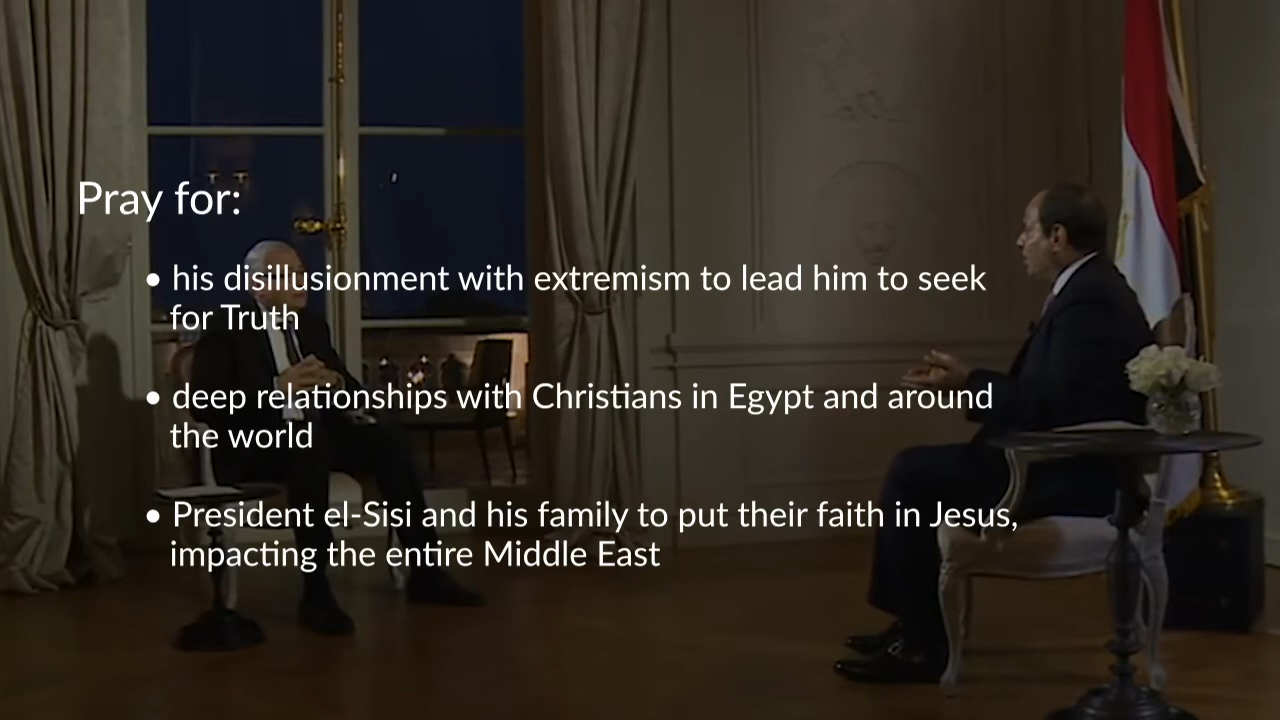 Pray for:
• his disillusionment with extremism to lead him to seek
for Truth
• deep relationships with Christians in Egypt and around
the world
• President el-Sisi and his family to put their faith in Jesus,
impacting the entire Middle East